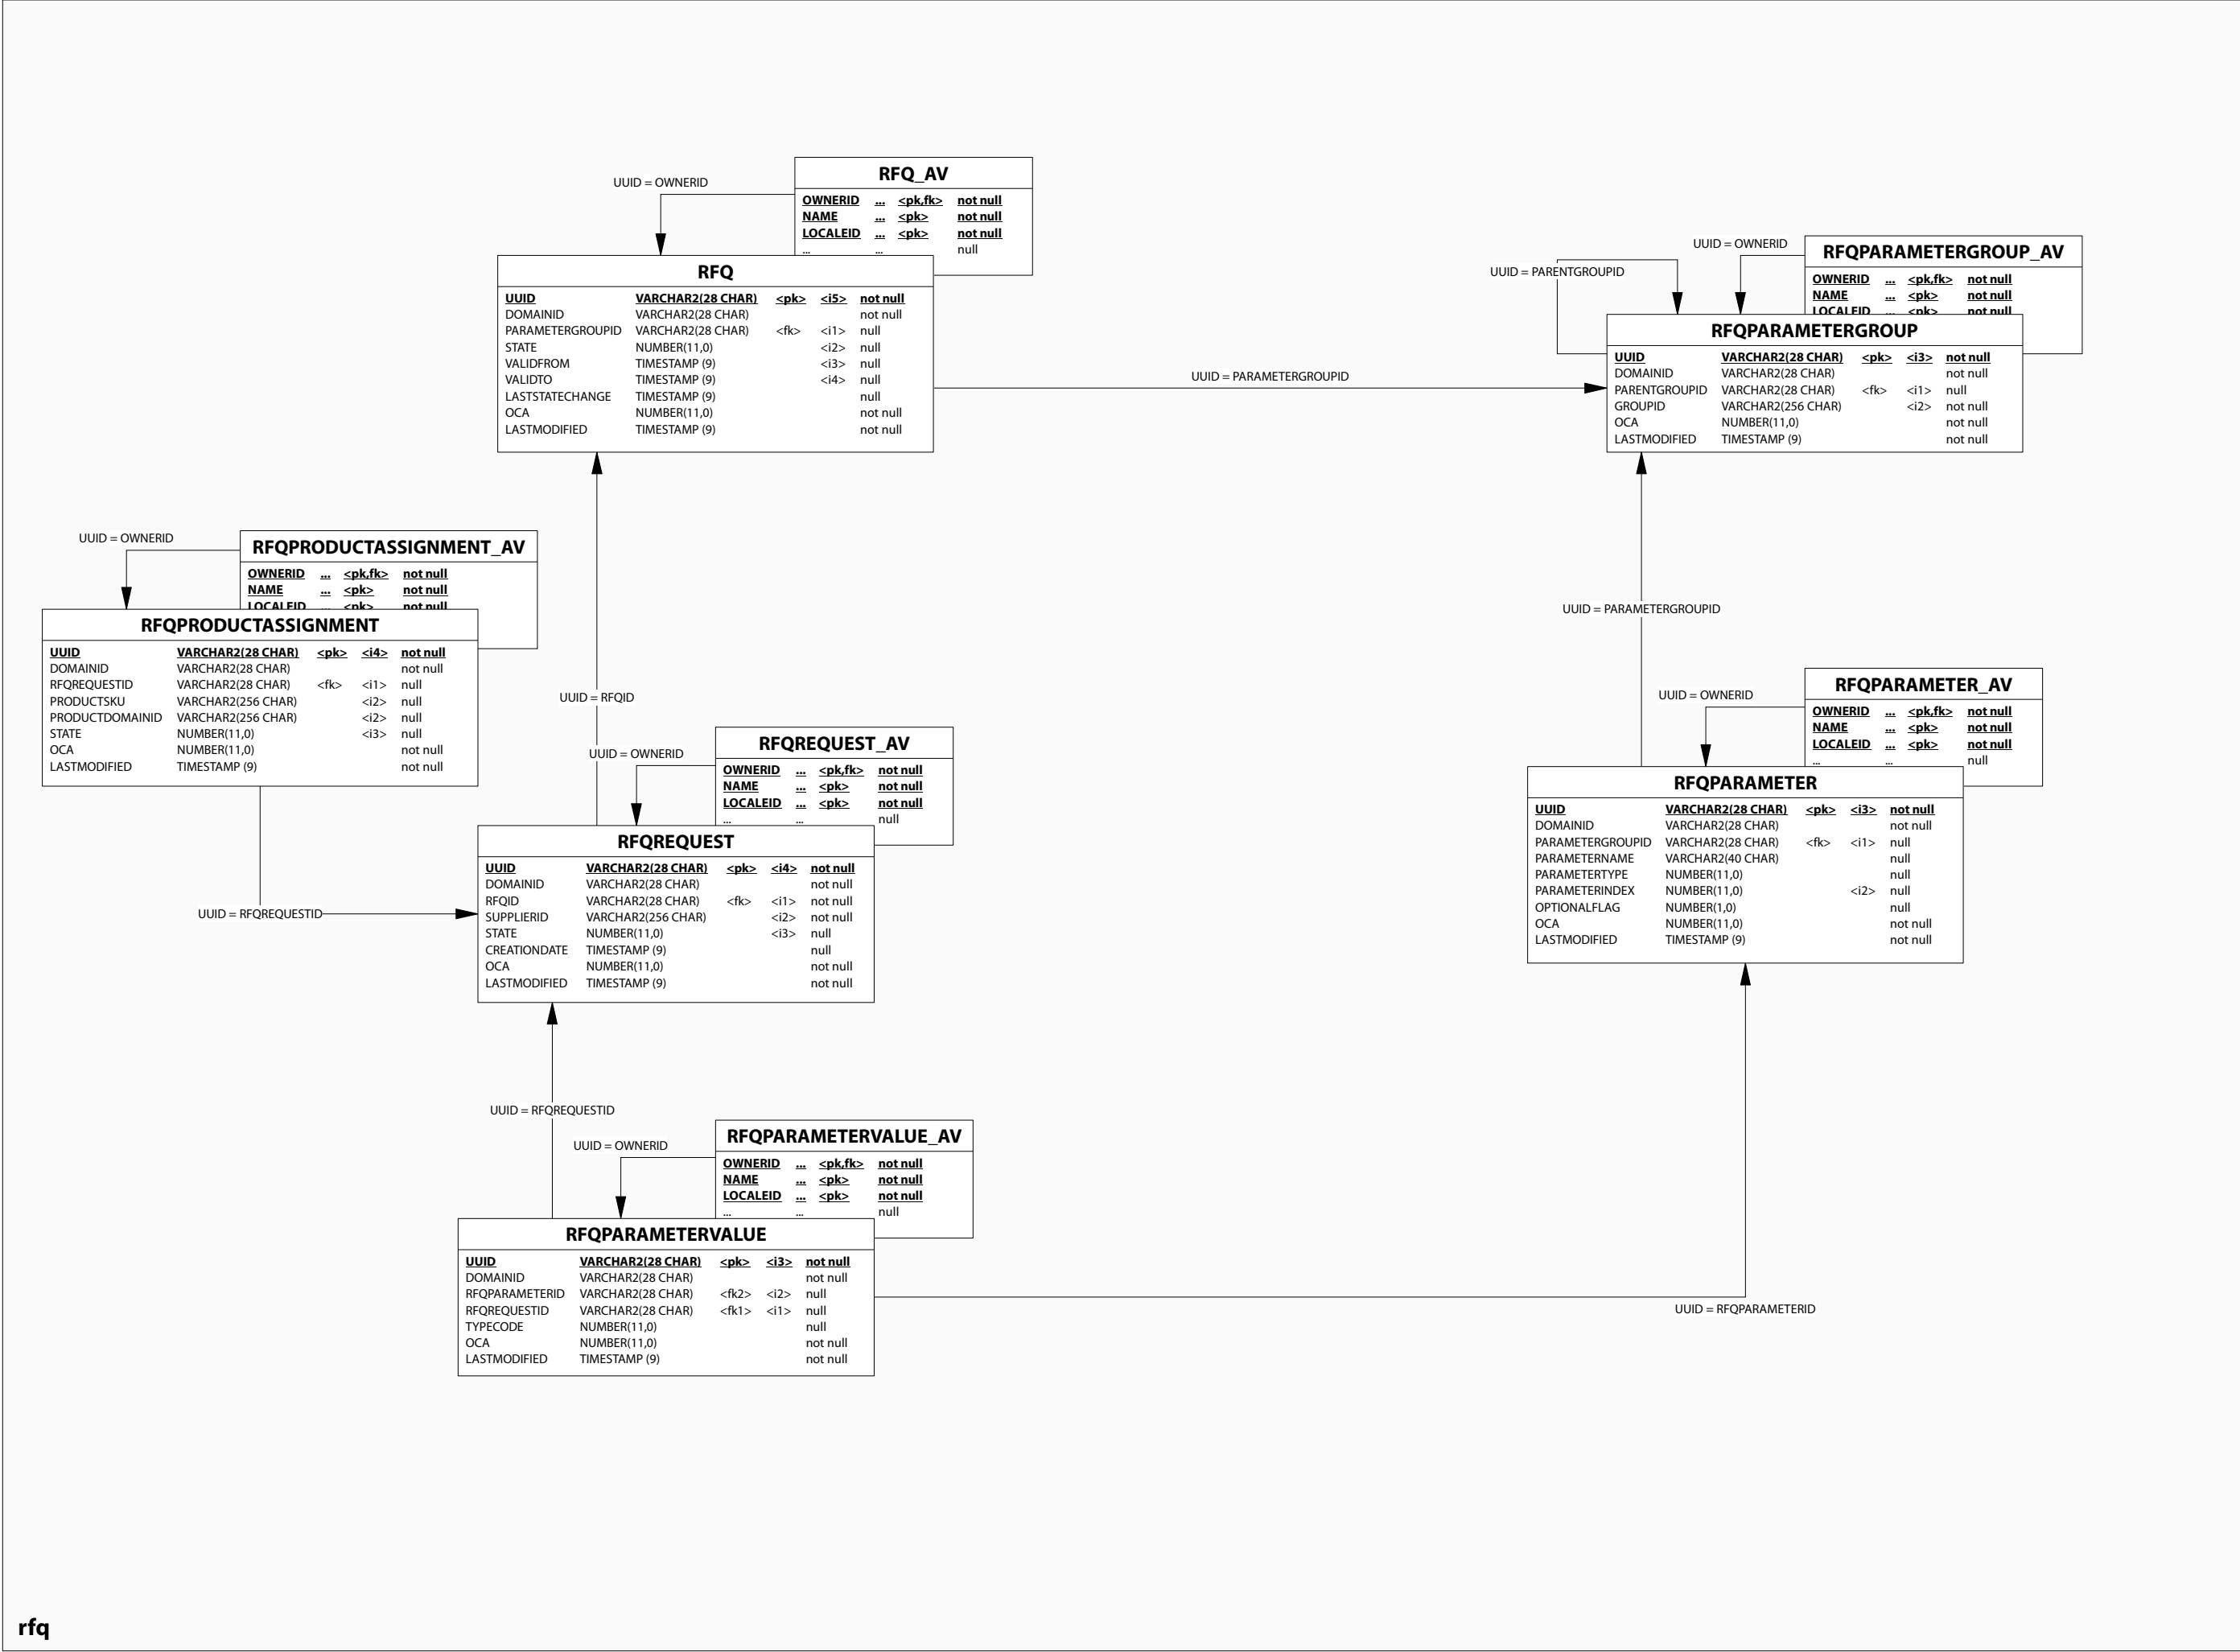 RFQ_AV
UUID = OWNERID
OWNERID ... <pk,fk> not null
NAME ... <pk> not null
LOCALEID ... <pk> not null
... ... null
RFQ
UUID VARCHAR2(28 CHAR) <pk> <i5> not null
DOMAINID VARCHAR2(28 CHAR) not null
PARAMETERGROUPID VARCHAR2(28 CHAR) <fk> <i1> null
STATE NUMBER(11,0) <i2> null
VALIDFROM TIMESTAMP (9) <i3> null
VALIDTO TIMESTAMP (9) <i4> null
LASTSTATECHANGE TIMESTAMP (9) null
OCA NUMBER(11,0) not null
LASTMODIFIED TIMESTAMP (9) not null
UUID = PARAMETERGROUPID
UUID = OWNERID
RFQPARAMETERGROUP_AV
UUID = PARENTGROUPID
OWNERID ... <pk,fk> not null
NAME ... <pk> not null
LOCALEID ... <pk> not null
RFQPARAMETERGROUP
UUID VARCHAR2(28 CHAR) <pk> <i3> not null
DOMAINID VARCHAR2(28 CHAR) not null
PARENTGROUPID VARCHAR2(28 CHAR) <fk> <i1> null
GROUPID VARCHAR2(256 CHAR) <i2> not null
OCA NUMBER(11,0) not null
LASTMODIFIED TIMESTAMP (9) not null
UUID = OWNERID
RFQPRODUCTASSIGNMENT_AV
OWNERID ... <pk,fk> not null
NAME ... <pk> not null
LOCALEID ... <pk> not null
RFQPRODUCTASSIGNMENT
UUID VARCHAR2(28 CHAR) <pk> <i4> not null
DOMAINID VARCHAR2(28 CHAR) not null
RFQREQUESTID VARCHAR2(28 CHAR) <fk> <i1> null
PRODUCTSKU VARCHAR2(256 CHAR) <i2> null
PRODUCTDOMAINID VARCHAR2(256 CHAR) <i2> null
STATE NUMBER(11,0) <i3> null
OCA NUMBER(11,0) not null
LASTMODIFIED TIMESTAMP (9) not null
UUID = RFQREQUESTID
UUID = RFQID
UUID = OWNERID
RFQREQUEST_AV
OWNERID ... <pk,fk> not null
NAME ... <pk> not null
LOCALEID ... <pk> not null
... ... null
RFQREQUEST
UUID VARCHAR2(28 CHAR) <pk> <i4> not null
DOMAINID VARCHAR2(28 CHAR) not null
RFQID VARCHAR2(28 CHAR) <fk> <i1> not null
SUPPLIERID VARCHAR2(256 CHAR) <i2> not null
STATE NUMBER(11,0) <i3> null
CREATIONDATE TIMESTAMP (9) null
OCA NUMBER(11,0) not null
LASTMODIFIED TIMESTAMP (9) not null
UUID = PARAMETERGROUPID
UUID = OWNERID
RFQPARAMETER_AV
OWNERID ... <pk,fk> not null
NAME ... <pk> not null
LOCALEID ... <pk> not null
... ... null
RFQPARAMETER
UUID VARCHAR2(28 CHAR) <pk> <i3> not null
DOMAINID VARCHAR2(28 CHAR) not null
PARAMETERGROUPID VARCHAR2(28 CHAR) <fk> <i1> null
PARAMETERNAME VARCHAR2(40 CHAR) null
PARAMETERTYPE NUMBER(11,0) null
PARAMETERINDEX NUMBER(11,0) <i2> null
OPTIONALFLAG NUMBER(1,0) null
OCA NUMBER(11,0) not null
LASTMODIFIED TIMESTAMP (9) not null
UUID = RFQREQUESTID
UUID = OWNERID
RFQPARAMETERVALUE_AV
OWNERID ... <pk,fk> not null
NAME ... <pk> not null
LOCALEID ... <pk> not null
... ... null
RFQPARAMETERVALUE
UUID VARCHAR2(28 CHAR) <pk> <i3> not null
DOMAINID VARCHAR2(28 CHAR) not null
RFQPARAMETERID VARCHAR2(28 CHAR) <fk2> <i2> null
RFQREQUESTID VARCHAR2(28 CHAR) <fk1> <i1> null
TYPECODE NUMBER(11,0) null
OCA NUMBER(11,0) not null
LASTMODIFIED TIMESTAMP (9) not null
UUID = RFQPARAMETERID
rfq